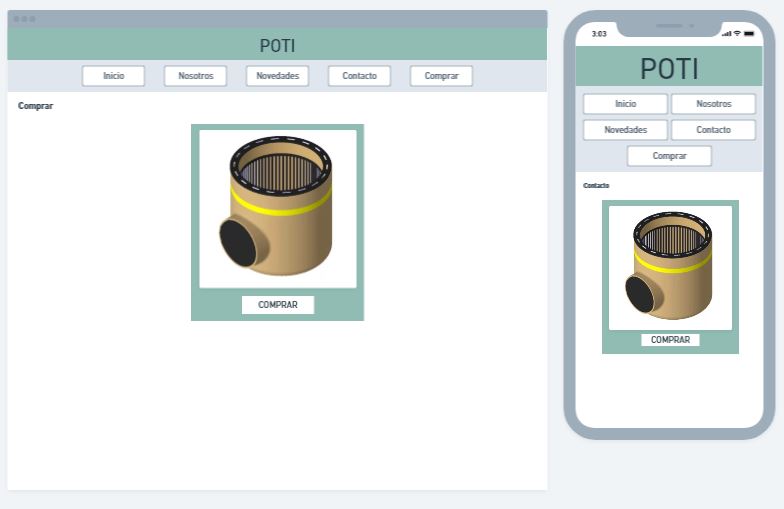 POTI
Inicio Nosotros Novedades Contacto Comprar
Comprar
COMPRAR
3:03
POTI
Inicio Nosotros
Novedades Contacto
Comprar
Contacto
COMPRAR